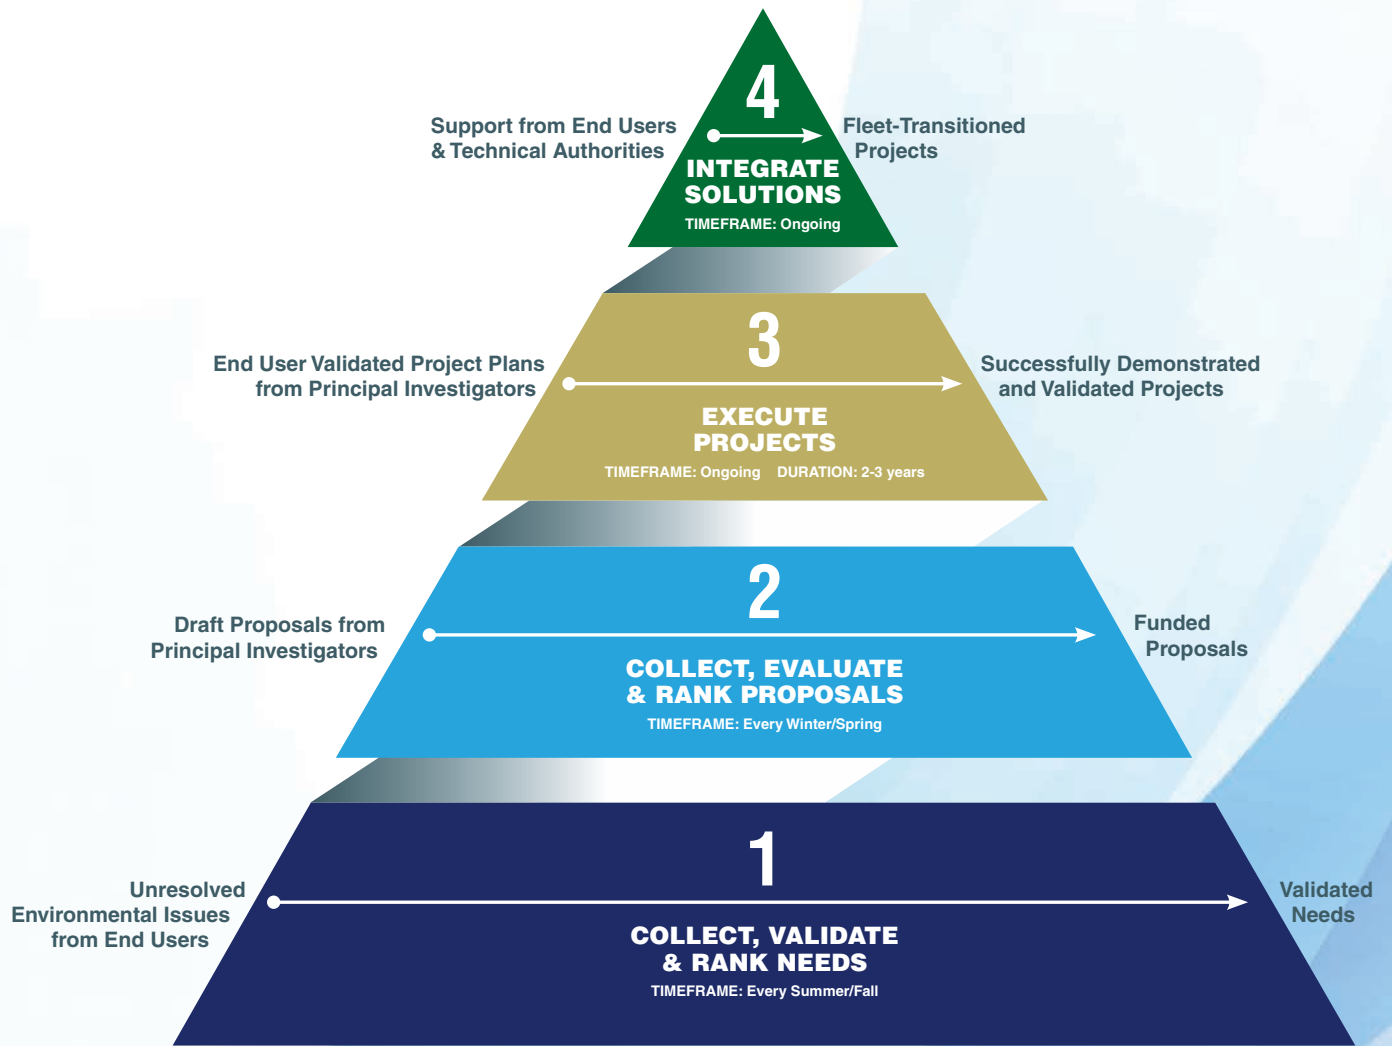 4
Support from End Users
& Technical Authorities
Fleet-Transitioned
Projects
INTEGRATE
SOLUTIONS
TIMEFRAME: Ongoing
3
End User Validated Project Plans
from Principal Investigators
Successfully Demonstrated
and Validated Projects
EXECUTE
PROJECTS
TIMEFRAME: Ongoing DURATION: 2-3 years
2
Draft Proposals from
Principal Investigators
Funded
Proposals
COLLECT, EVALUATE
& RANK PROPOSALS
TIMEFRAME: Every Winter/Spring
1
Unresolved
Environmental Issues
from End Users
Validated
Needs
COLLECT, VALIDATE
& RANK NEEDS
TIMEFRAME: Every Summer/Fall